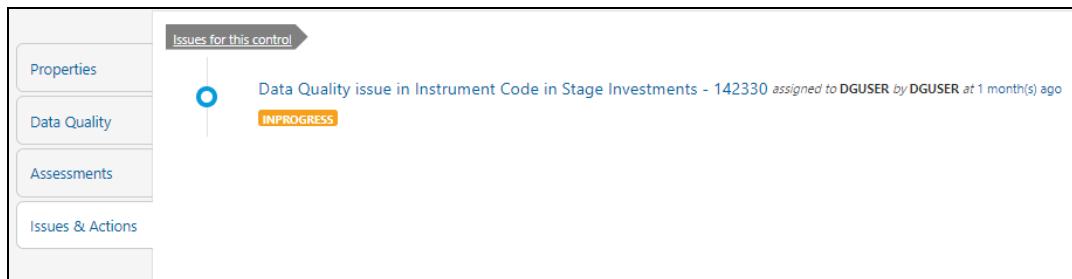 Issues for this control
Properties
Data Quality issue in Instrument Code in Stage Investments - 142330 assigned to DGUSER by DGUSER at 1 month(s) ago
INPROGRESS
Data Quality
Assessments
Issues & Actions